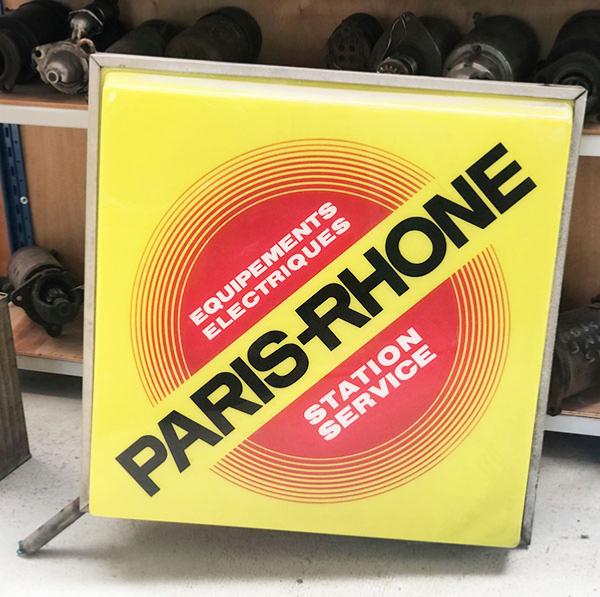 EQUIPEMENTS
ELECTRIQUES
PARIS-RHONE
STATION
SERVICE